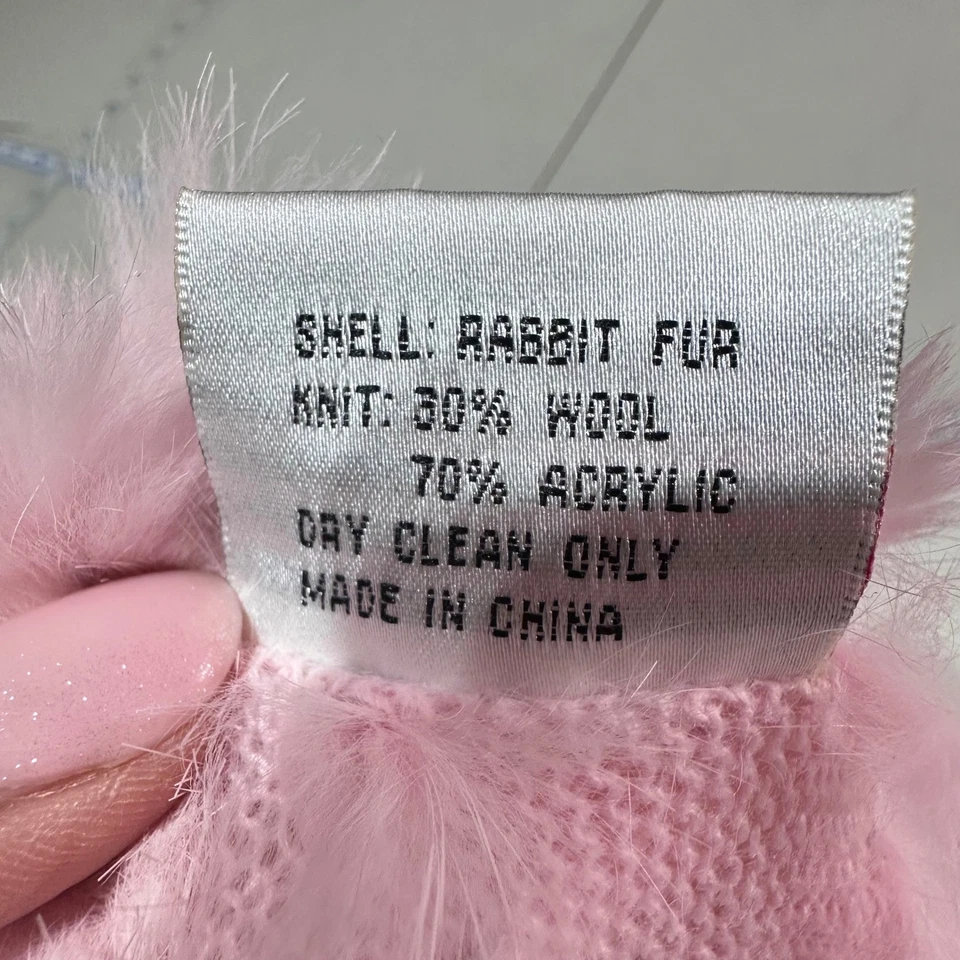 SHELL: RABBIT FUR
KNIT: 30% WOOL
70% ACRYLIC
DRY CLEAN ONLY
MADE IN CHINA